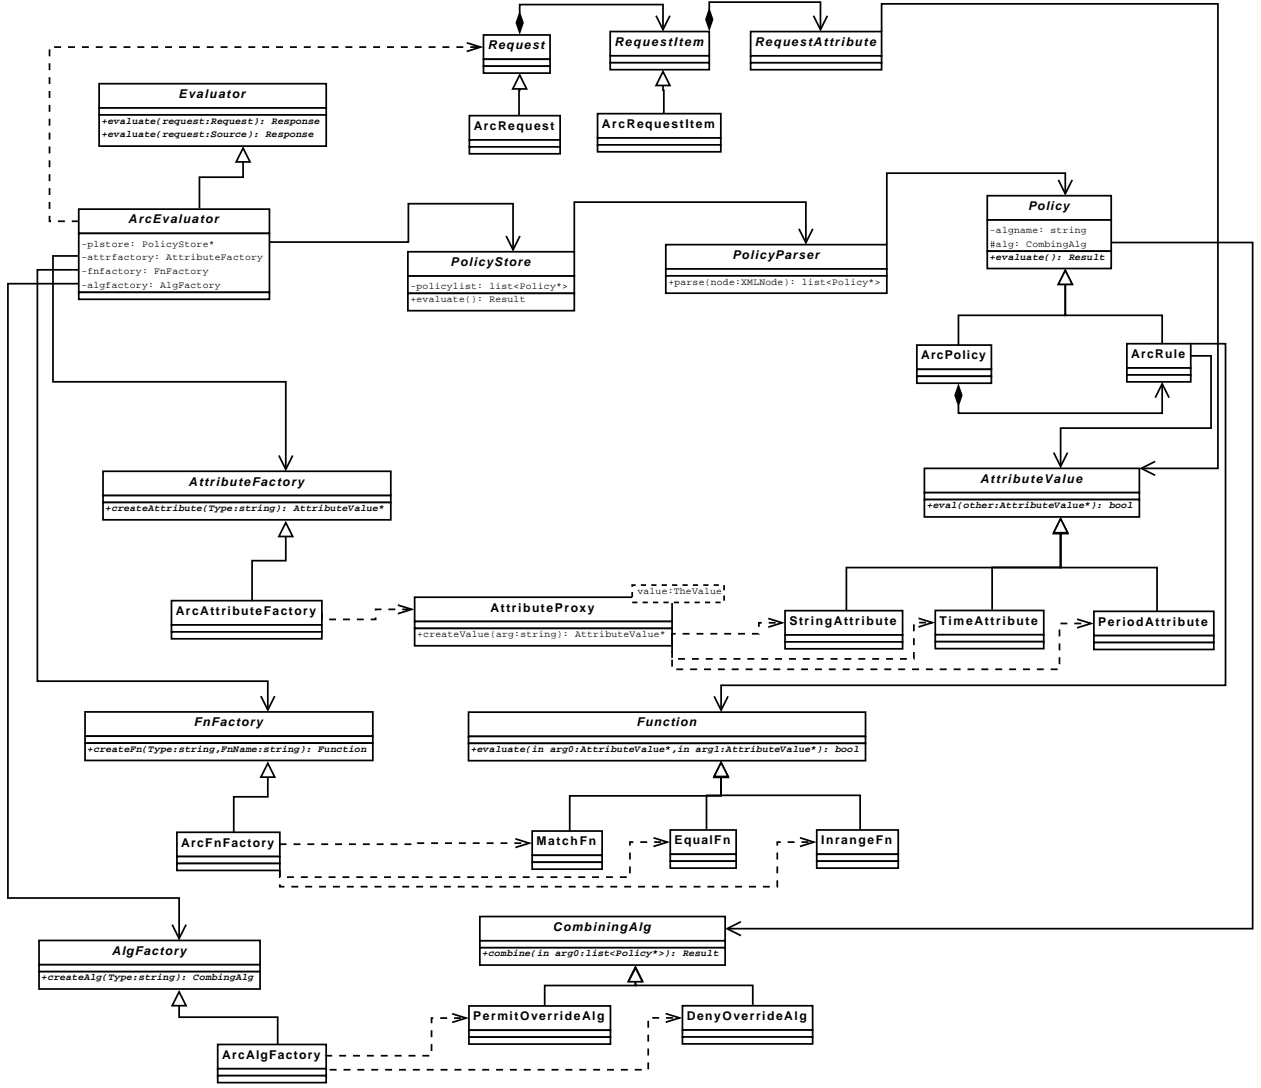 Request
RequestItem
RequestAttribute
Evaluator
+evaluate(request:Request): Response
+evaluate(request:Source): Response
ArcRequest
ArcRequestItem
ArcEvaluator
-plstore: PolicyStore*
-attrfactory: AttributeFactory
-fnfactory: FnFactory
-algfactory: AlgFactory
PolicyStore
-policylist: list<Policy*>
+evaluate(): Result
PolicyParser
+parse(node:XMLNode): list<Policy*>
Policy
-algname: string
#alg: CombingAlg
+evaluate(): Result
ArcPolicy
ArcRule
AttributeFactory
+createAttribute(Type:string): AttributeValue*
AttributeValue
+eval(other:AttributeValue*): bool
ArcAttributeFactory
value:TheValue
AttributeProxy
+createValue(arg:string): AttributeValue*
StringAttribute
TimeAttribute
PeriodAttribute
FnFactory
+createFn(Type:string,FnName:string): Function
Function
+evaluate(in arg0:AttributeValue*,in arg1:AttributeValue*): bool
ArcFnFactory
MatchFn
EqualFn
InrangeFn
AlgFactory
+createAlg(Type:string): CombingAlg
CombiningAlg
+combine(in arg0:list<Policy*>): Result
ArcAlgFactory
PermitOverrideAlg
DenyOverrideAlg